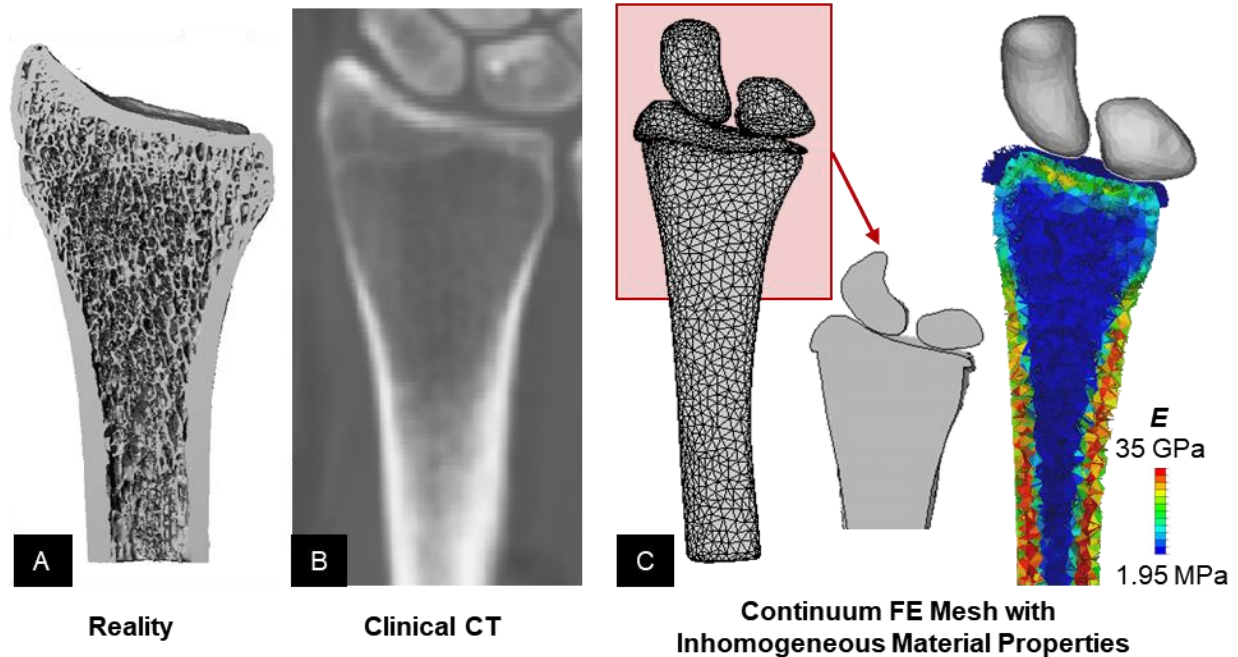 A
B
C
E
35 GPa
1.95 MPa
Reality
Clinical CT
Continuum FE Mesh with
Inhomogeneous Material Properties